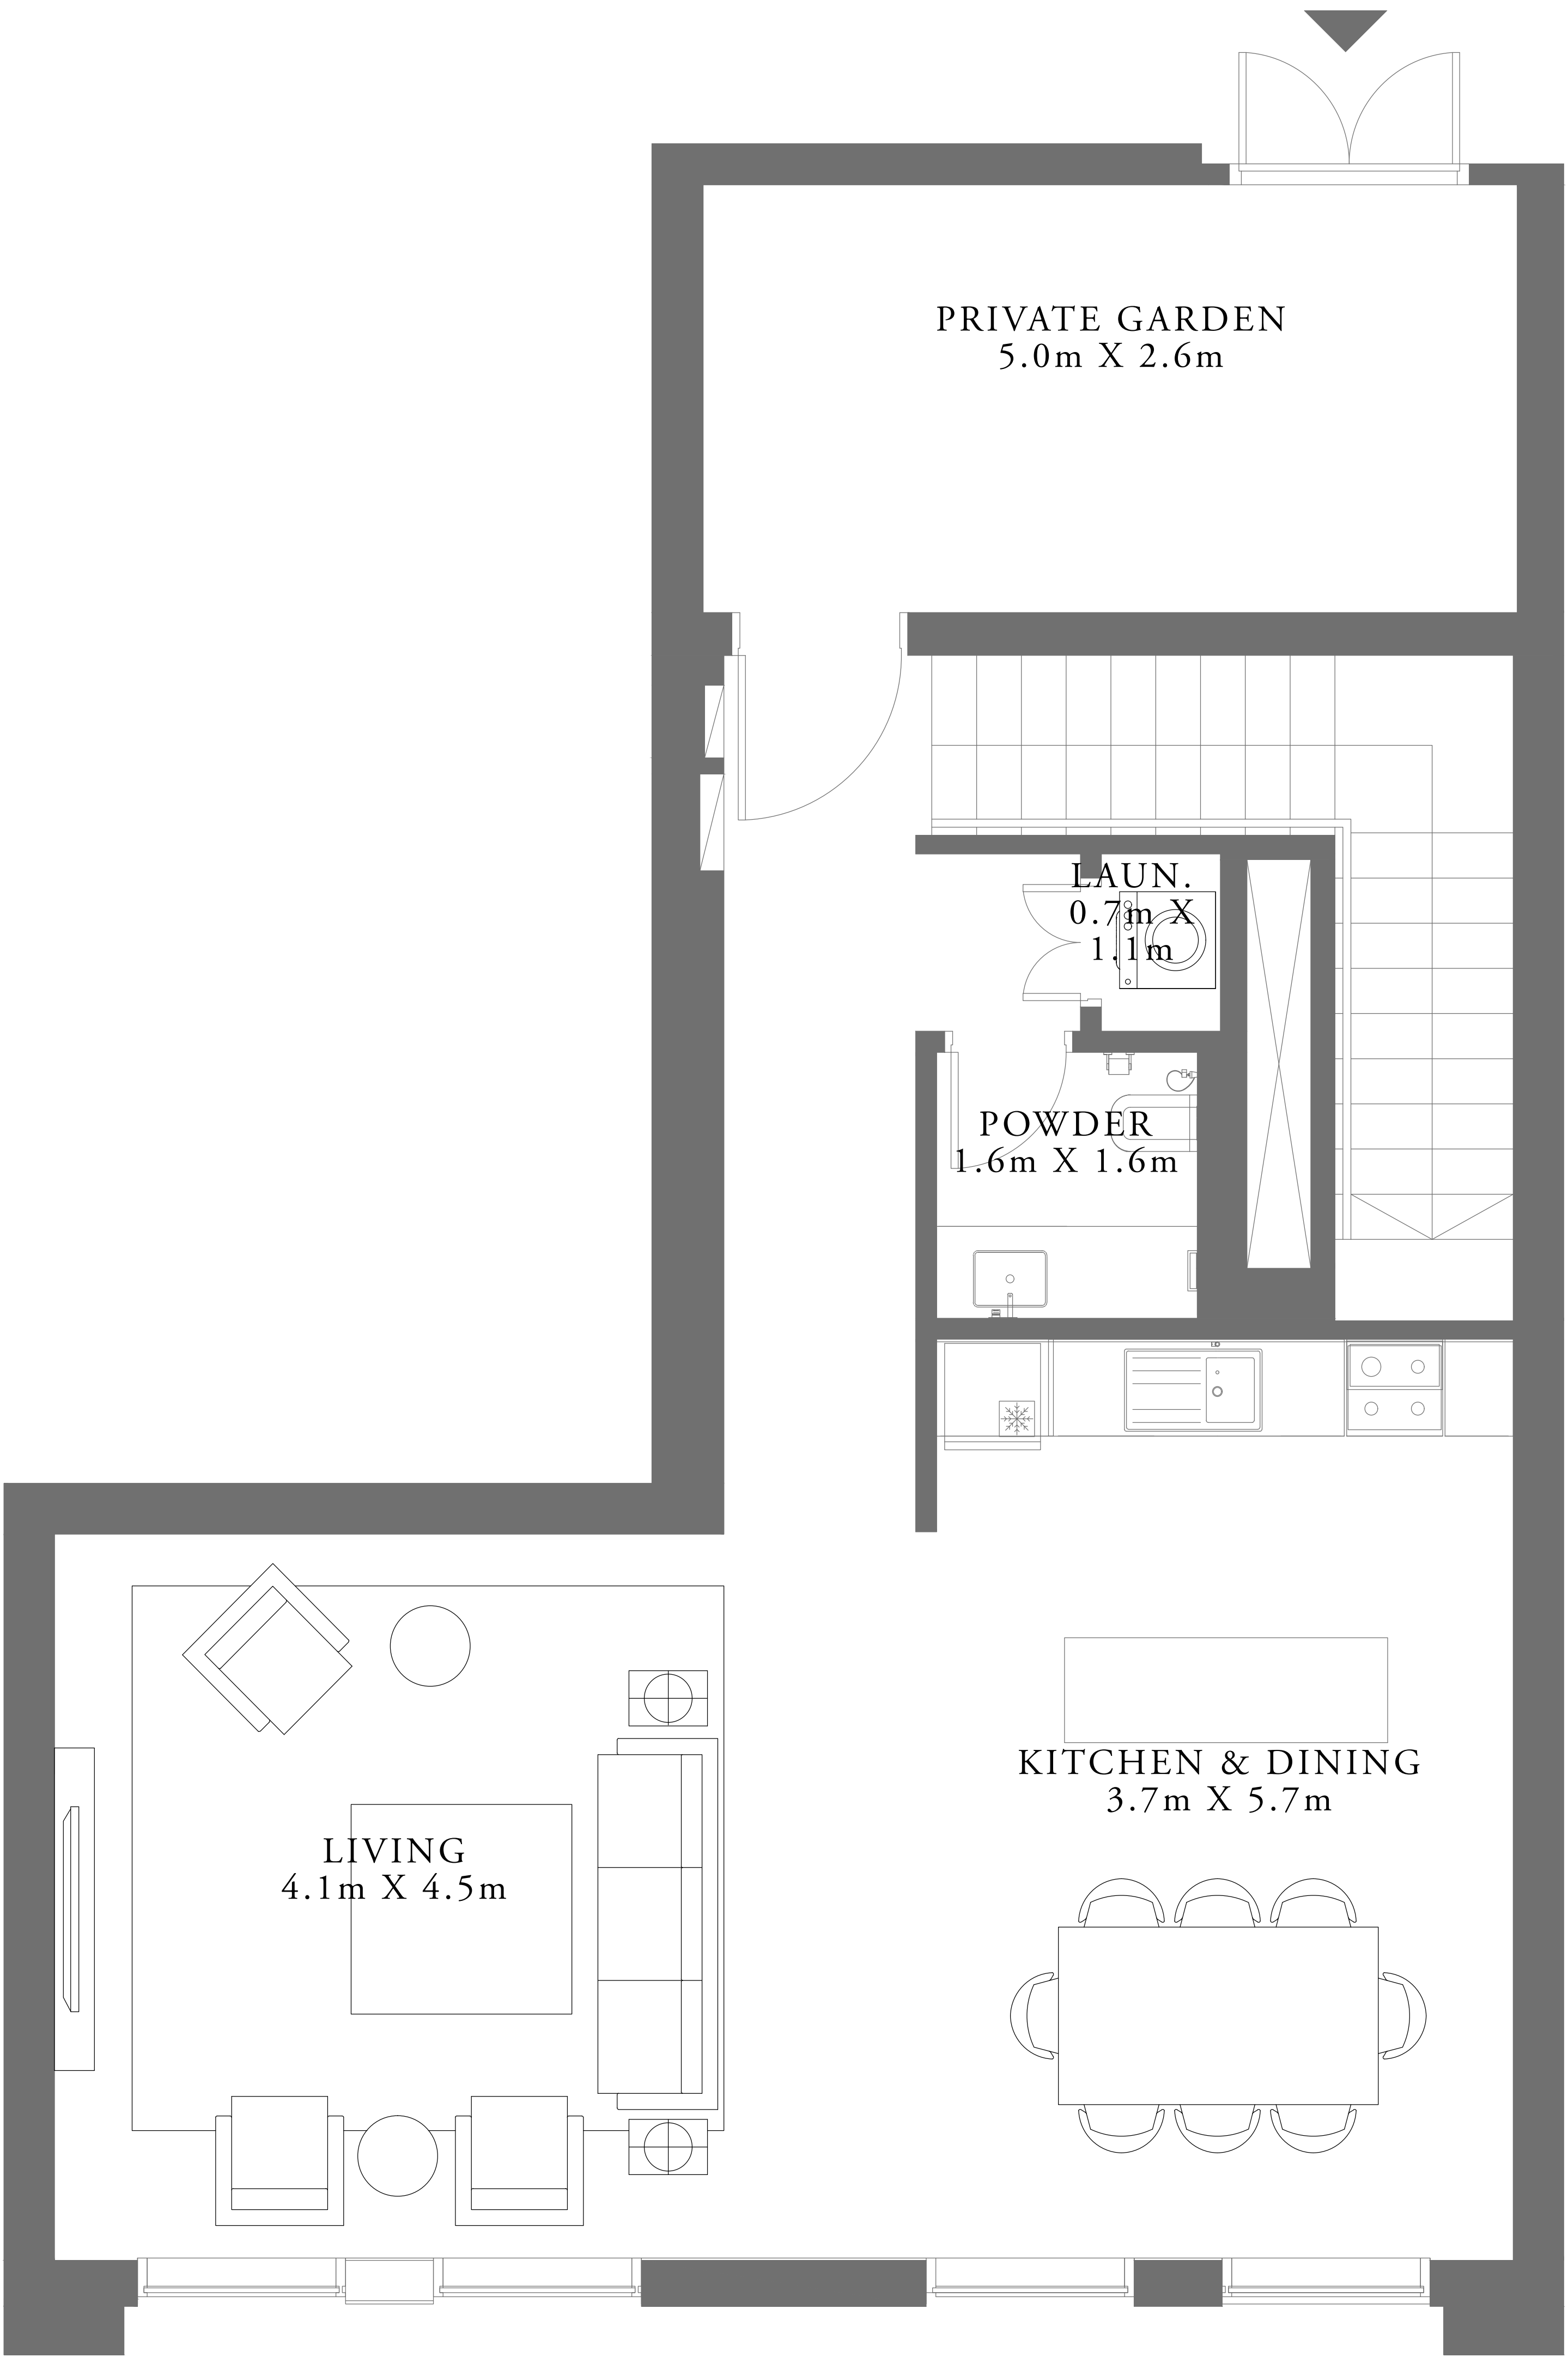 PRIVATE GARDEN
5.0m X 2.6m
LAUN.
0.7m X
1.1m
POWDER
1.6m X 1.6m
KITCHEN & DINING
3.7m X 5.7m
LIVING
4.1m X 4.5m